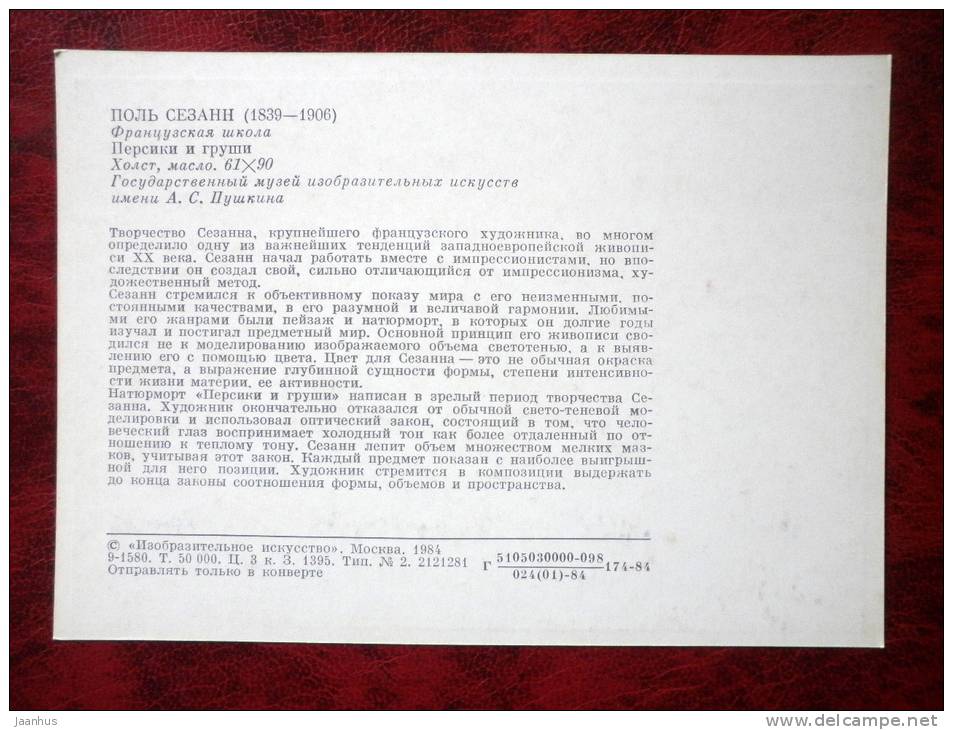 ПОЛЬ СЕЗАНН (1839—1906)
Французская школа
Персики и груши
Холст, масло. 61×90
Государственный музей изобразительных искусств
имени А. С. Пушкина
Творчество Сезанна, крупнейшего французского художника, во многом
определило одну из важнейших тенденций западноевропейской живопи-
си XX века. Сезанн начал работать вместе с импрессионистами, но впо-
следствии он создал свой, сильно отличающийся от импрессионизма, ху-
дожественный метод.
Сезанн стремился к объективному показу мира с его неизменными, по-
стоянными качествами, в его разумной и величавой гармонии. Любимы-
ми его жанрами были пейзаж и натюрморт, в которых он долгие годы
изучал и постигал предметный мир. Основной принцип его живописи сво-
дился не к моделированию изображаемого объема светотенью, а к выяв-
лению его с помощью цвета. Цвет для Сезанна — это не обычная окраска
предмета, а выражение глубинной сущности формы, степени интенсивно-
сти жизни материи, ее активности.
Натюрморт «Персики и груши» написан в зрелый период творчества Се-
занна. Художник окончательно отказался от обычной свето-теневой мо-
делировки и использовал оптический закон, состоящий в том, что чело-
веческий глаз воспринимает холодный тон как более отдаленный по от-
ношению к теплому тону. Сезанн лепит объем множеством мелких маз-
ков, учитывая этот закон. Каждый предмет показан с наиболее выигрыш-
ной для него позиции. Художник стремится в композиции выдержать
до конца законы соотношения формы, объемов и пространства.
© «Изобразительное искусство». Москва. 1984
9-1580. Т. 50 000. Ц. 3 к. З. 1395. Тип. № 2. 2121281
Отправлять только в конверте
Г 5105030000-098 174-84
024(01)-84
jaanhus
www.delcampe.net